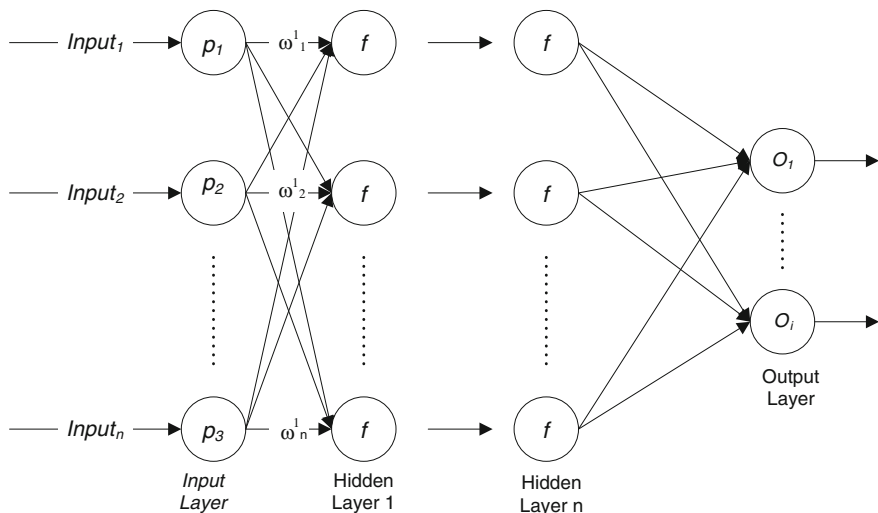 Input₁ p₁ ω¹₁ f f
O₁
Input₂ p₂ ω¹₂ f f
Oᵢ
Output
Layer
Inputₙ p₃ ω¹ₙ f f
Input
Layer
Hidden
Layer 1
Hidden
Layer n